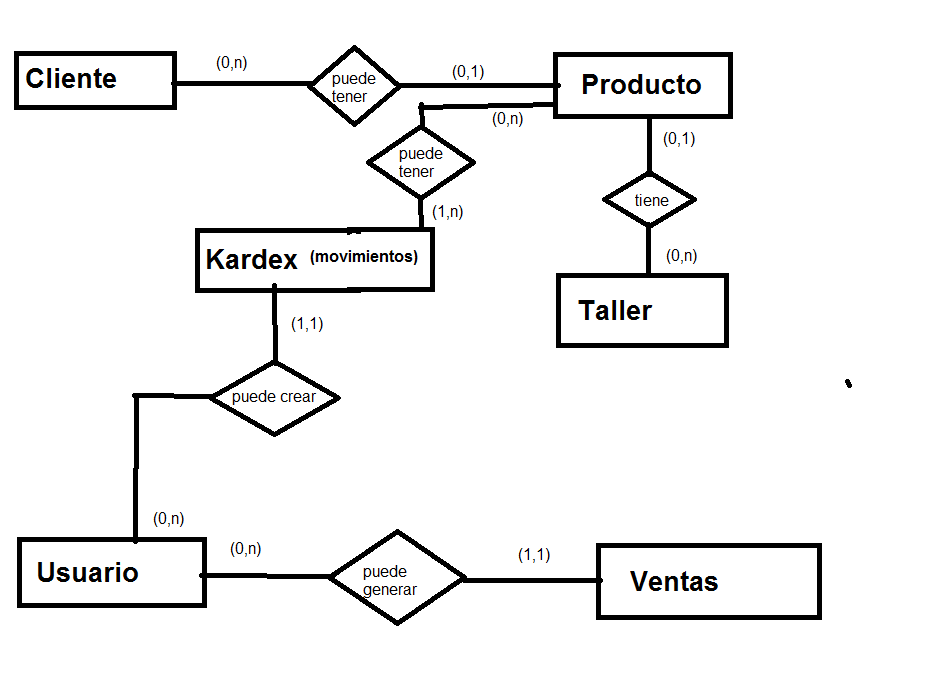 Cliente
(0,n)
puede
tener
(0,1)
Producto
(0,n)
puede
tener
(1,n)
(0,1)
tiene
(0,n)
Taller
Kardex (movimientos)
(1,1)
puede crear
(0,n)
Usuario
(0,n)
puede
generar
(1,1)
Ventas